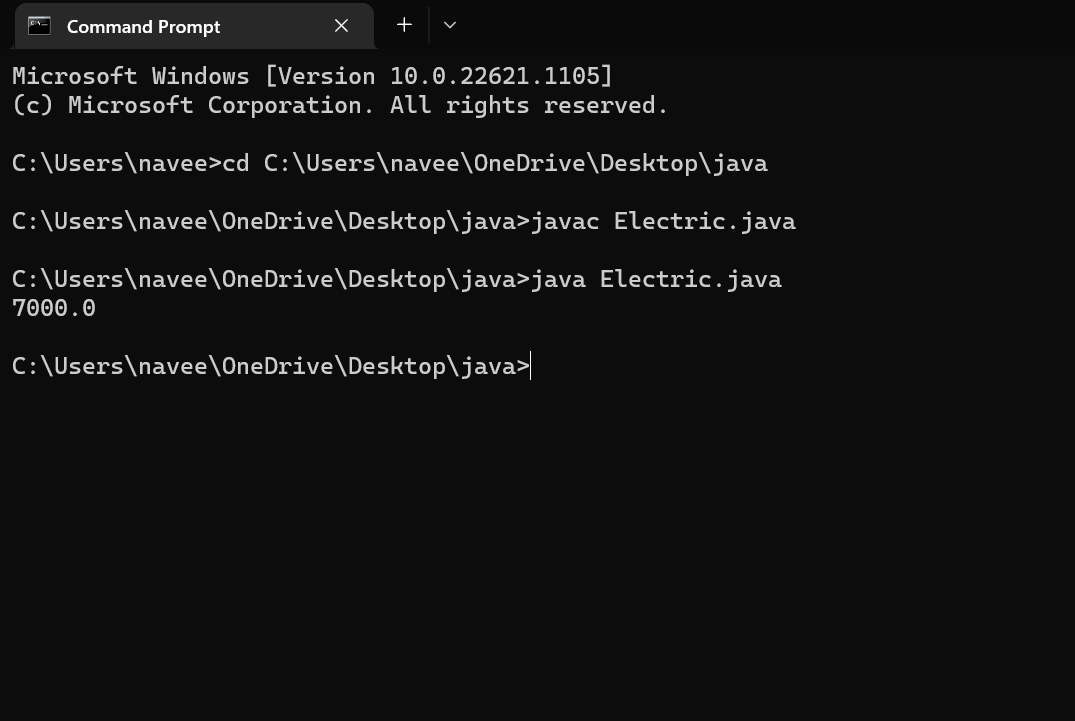 Command Prompt
Microsoft Windows [Version 10.0.22621.1105]
(c) Microsoft Corporation. All rights reserved.
C:\Users\navee>cd C:\Users\navee\OneDrive\Desktop\java
C:\Users\navee\OneDrive\Desktop\java>javac Electric.java
C:\Users\navee\OneDrive\Desktop\java>java Electric.java
7000.0
C:\Users\navee\OneDrive\Desktop\java>